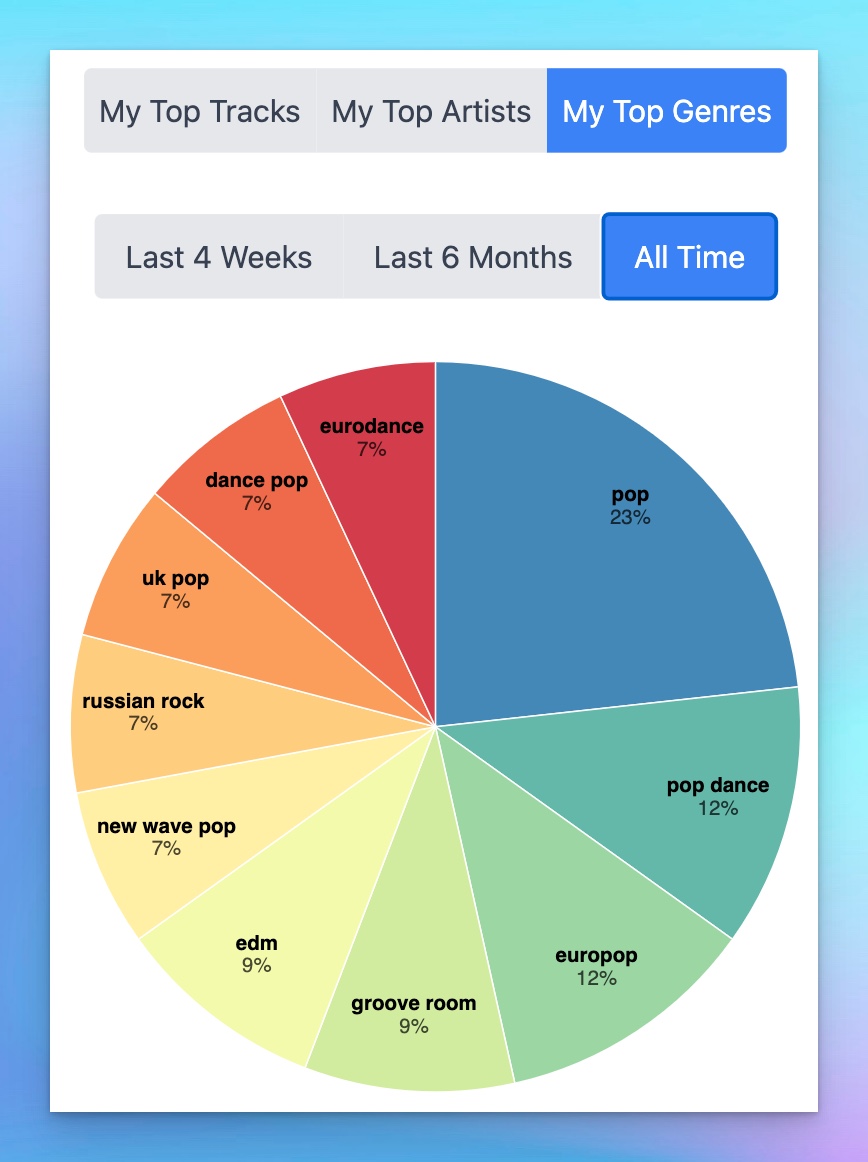 My Top Tracks
My Top Artists
My Top Genres
Last 4 Weeks
Last 6 Months
All Time
eurodance
7%
dance pop
7%
pop
23%
uk pop
7%
russian rock
7%
pop dance
12%
new wave pop
7%
edm
9%
europop
12%
groove room
9%